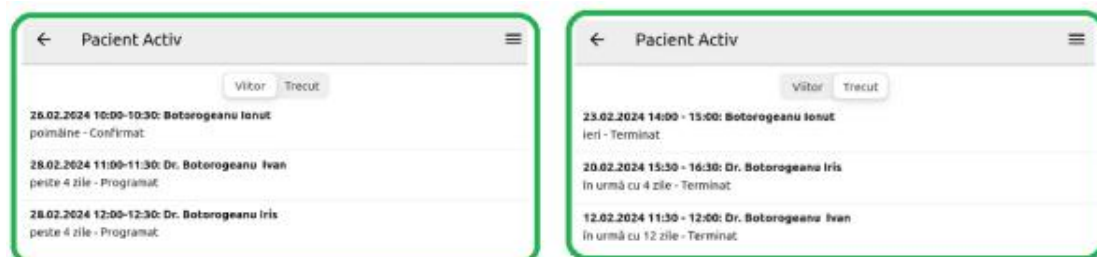 Pacient Activ
Viitor Trecut
26.02.2024 10:00-10:30: Botorogeanu Ionut
poimâine - Confirmat
28.02.2024 11:00-11:30: Dr. Botorogeanu Ivan
peste 4 zile - Programat
28.02.2024 12:00-12:30: Dr. Botorogeanu Iris
peste 4 zile - Programat
Pacient Activ
Viitor Trecut
23.02.2024 14:00 - 15:00: Botorogeanu Ionut
ieri - Terminat
20.02.2024 15:30 - 16:30: Dr. Botorogeanu Iris
în urmă cu 4 zile - Terminat
12.02.2024 11:30 - 12:00: Dr. Botorogeanu Ivan
în urmă cu 12 zile - Terminat